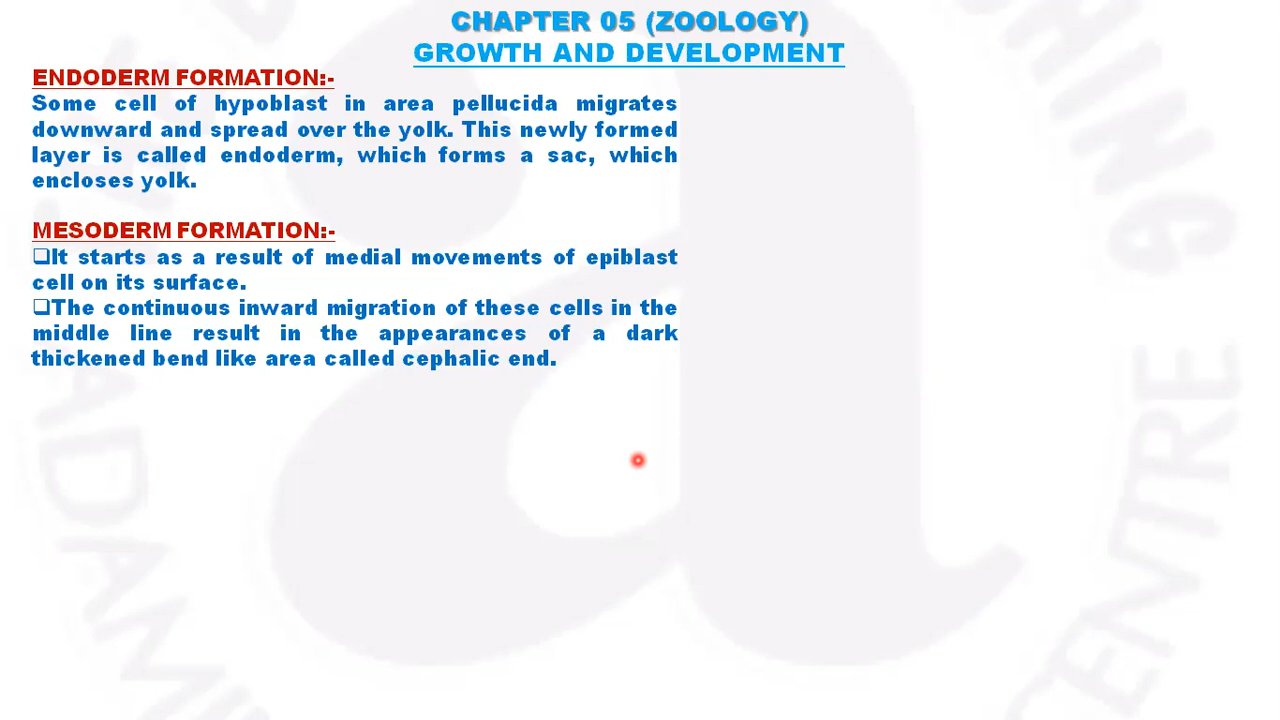 CHAPTER 05 (ZOOLOGY)
GROWTH AND DEVELOPMENT
ENDODERM FORMATION:-
Some cell of hypoblast in area pellucida migrates
downward and spread over the yolk. This newly formed
layer is called endoderm, which forms a sac, which
encloses yolk.
MESODERM FORMATION:-
❑It starts as a result of medial movements of epiblast
cell on its surface.
❑The continuous inward migration of these cells in the
middle line result in the appearances of a dark
thickened bend like area called cephalic end.